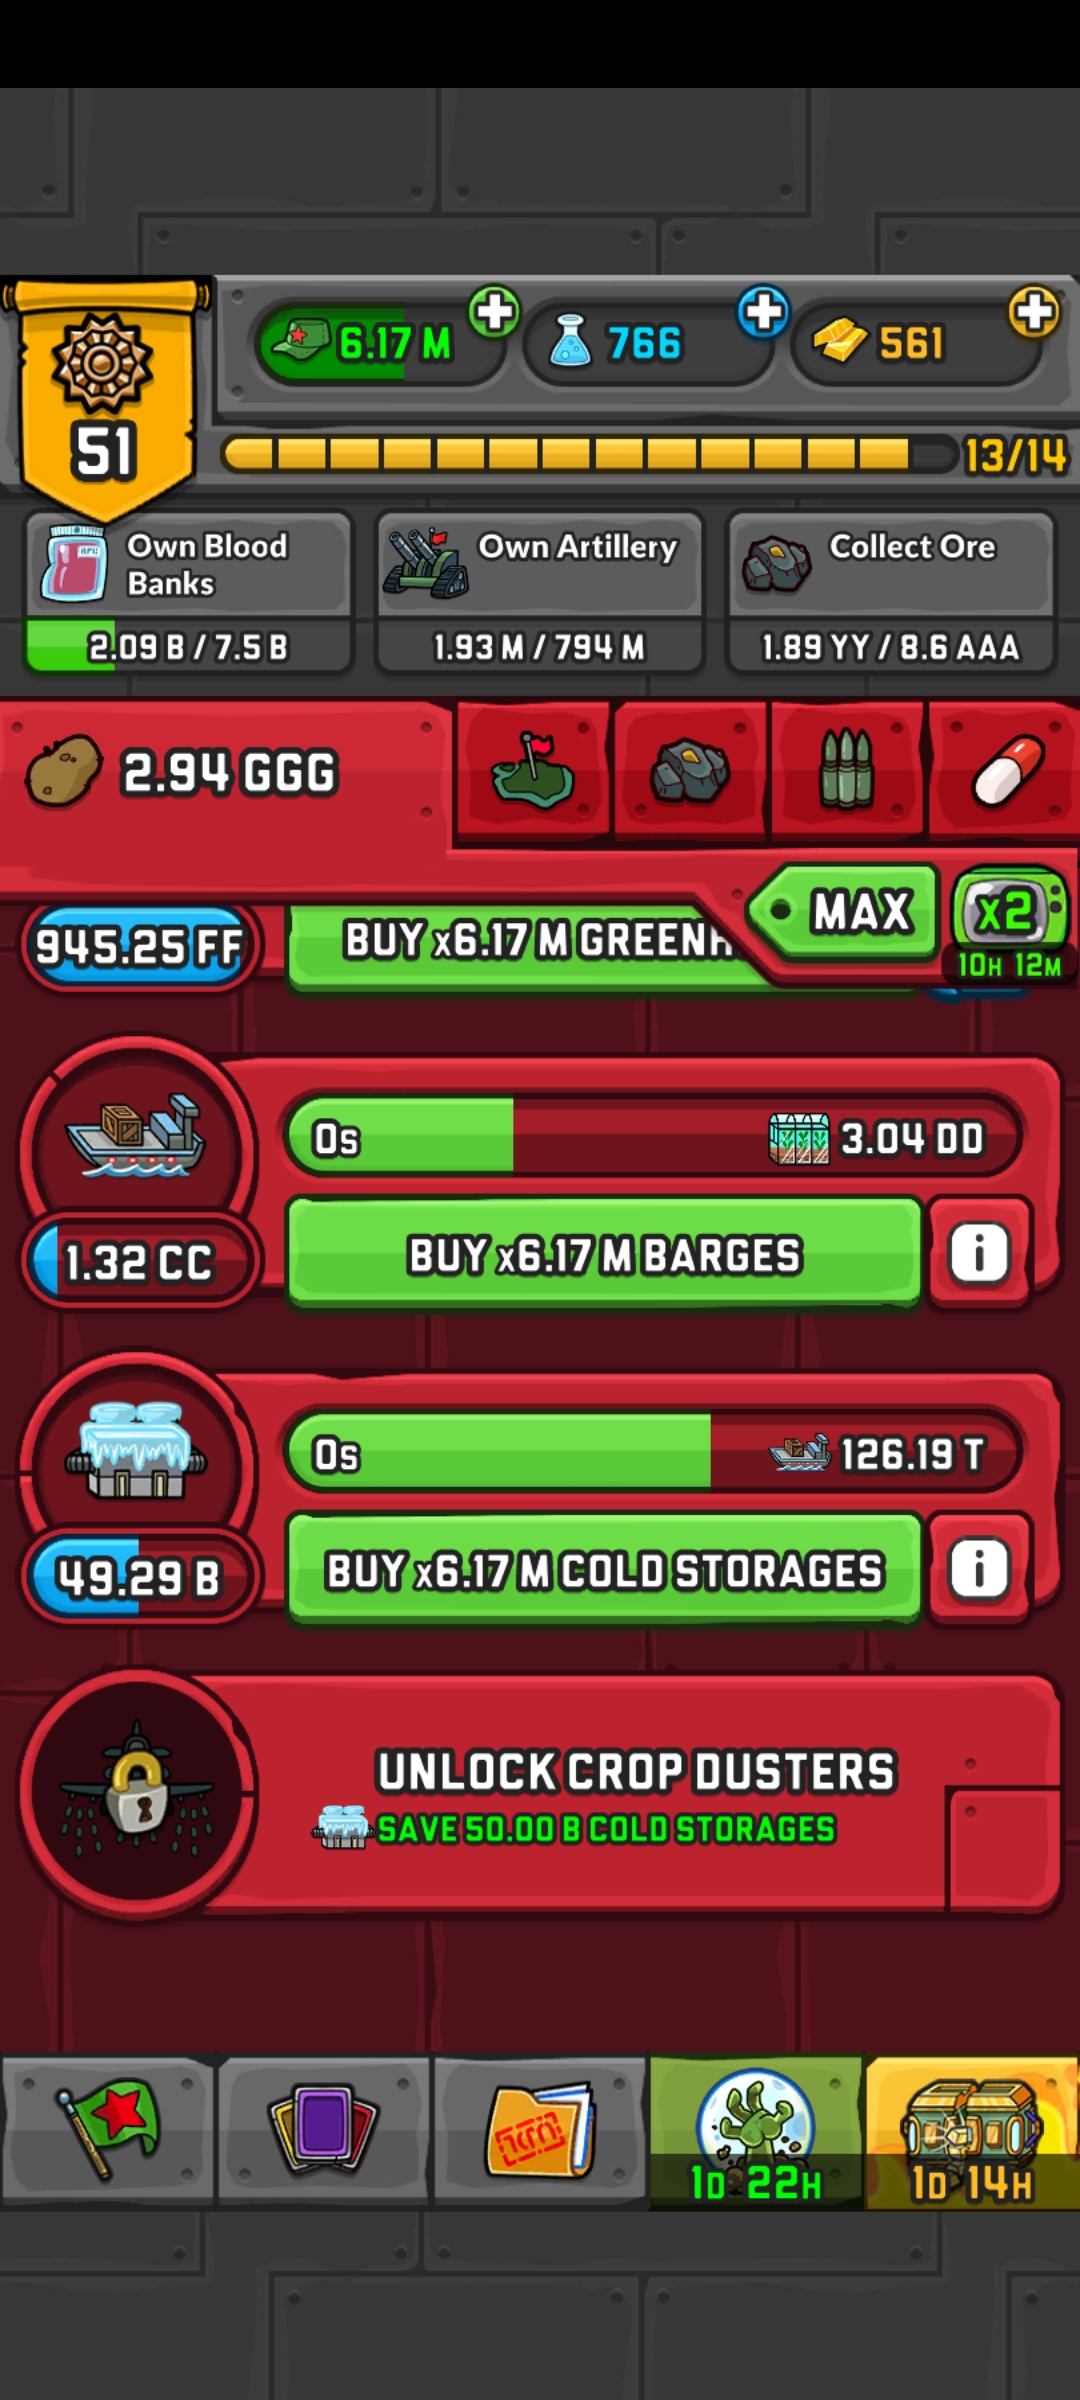 51
6.17 M
766
561
13/14
Own Blood
Banks
2.09 B / 7.5 B
Own Artillery
1.93 M / 794 M
Collect Ore
1.89 YY / 8.6 AAA
2.94 GGG
MAX
x2
10H 12M
945.25 FF
BUY x6.17 M GREENH
0s
3.04 DD
1.32 CC
BUY x6.17 M BARGES
i
0s
126.19 T
49.29 B
BUY x6.17 M COLD STORAGES
i
UNLOCK CROP DUSTERS
SAVE 50.00 B COLD STORAGES
1D 22H
1D 14H